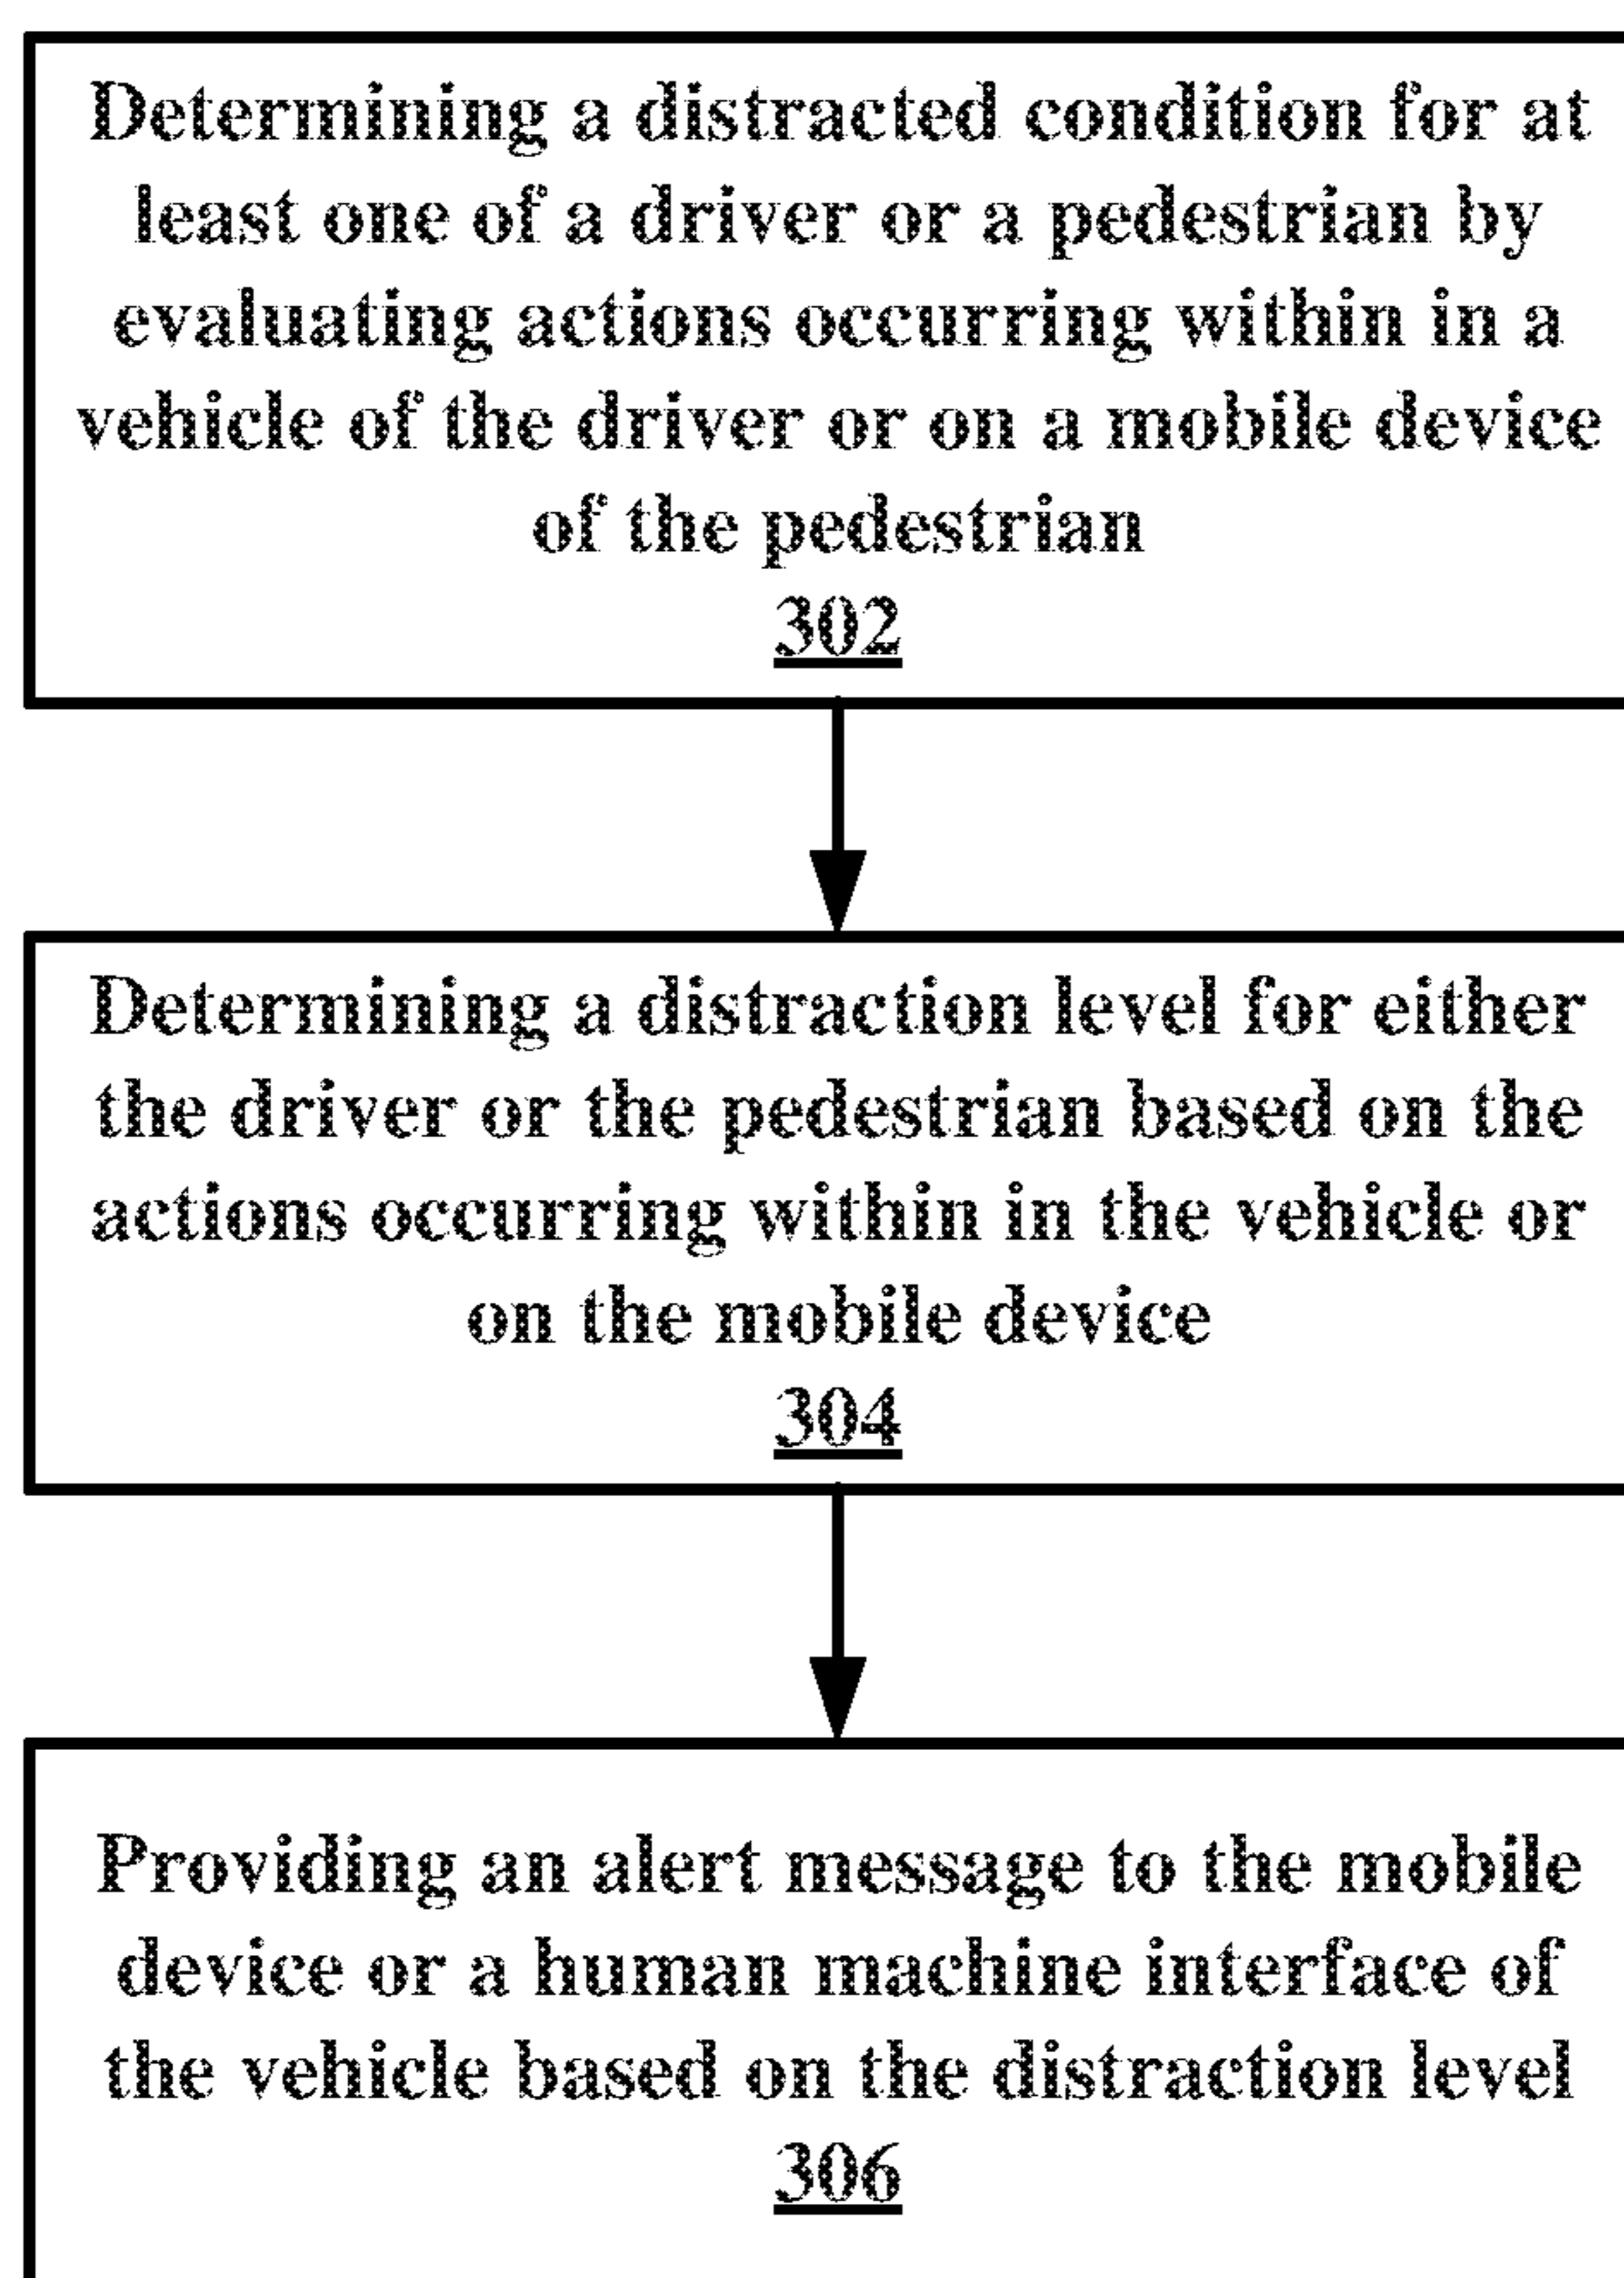 Determining a distracted condition for at
least one of a driver or a pedestrian by
evaluating actions occurring within in a
vehicle of the driver or on a mobile device
of the pedestrian
302
Determining a distraction level for either
the driver or the pedestrian based on the
actions occurring within in the vehicle or
on the mobile device
304
Providing an alert message to the mobile
device or a human machine interface of
the vehicle based on the distraction level
306